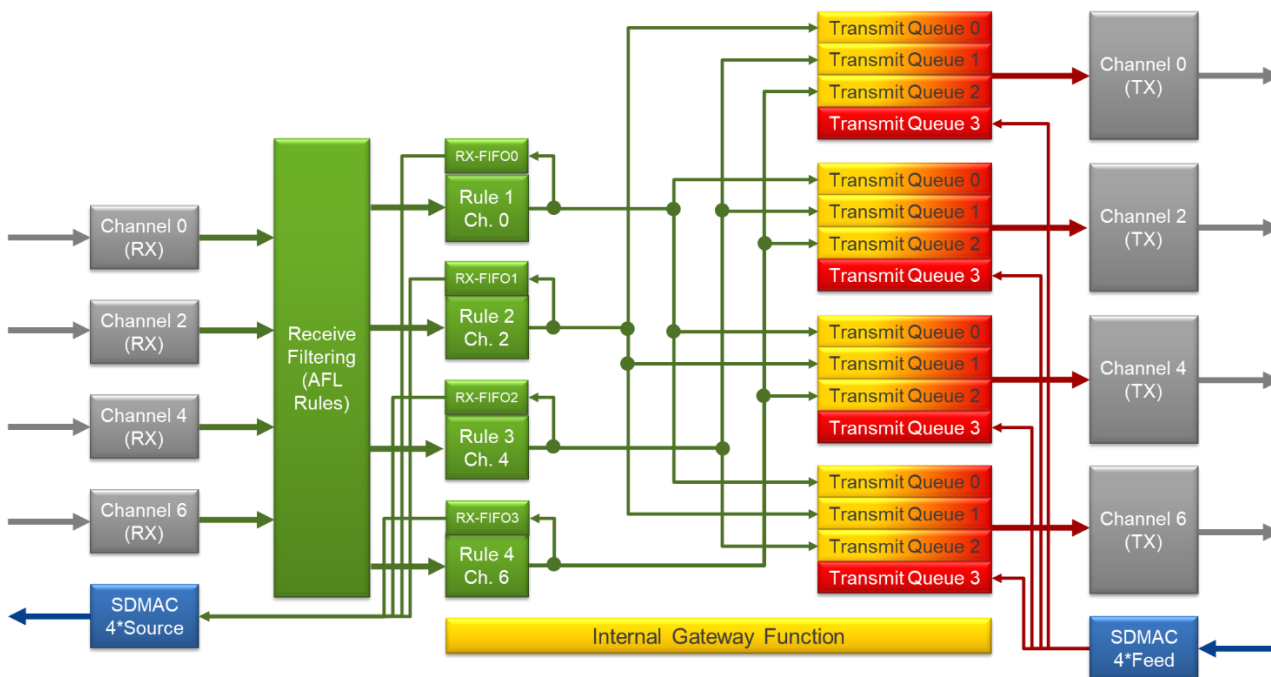 Channel 0
(RX)
Channel 2
(RX)
Channel 4
(RX)
Channel 6
(RX)
SDMAC
4*Source
Receive
Filtering
(AFL
Rules)
RX-FIFO0
Rule 1
Ch. 0
RX-FIFO1
Rule 2
Ch. 2
RX-FIFO2
Rule 3
Ch. 4
RX-FIFO3
Rule 4
Ch. 6
Internal Gateway Function
Transmit Queue 0
Transmit Queue 1
Transmit Queue 2
Transmit Queue 3
Transmit Queue 0
Transmit Queue 1
Transmit Queue 2
Transmit Queue 3
Transmit Queue 0
Transmit Queue 1
Transmit Queue 2
Transmit Queue 3
Transmit Queue 0
Transmit Queue 1
Transmit Queue 2
Transmit Queue 3
Channel 0
(TX)
Channel 2
(TX)
Channel 4
(TX)
Channel 6
(TX)
SDMAC
4*Feed